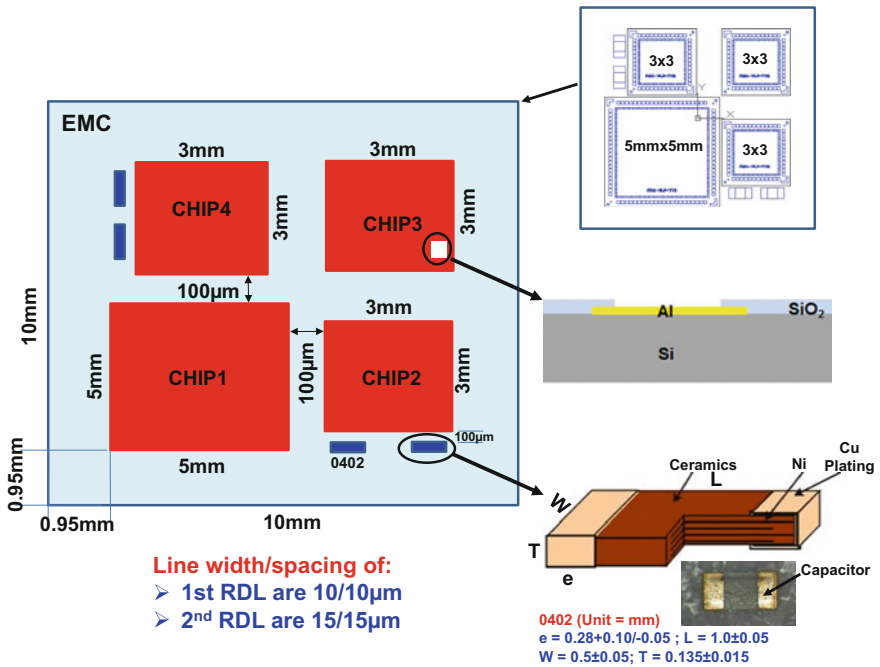 EMC
3mm
CHIP4
3mm
3mm
CHIP3
3mm
100µm
10mm
5mm
CHIP1
5mm
100µm
3mm
CHIP2
3mm
100µm
0402
0.95mm
0.95mm
10mm
3x3
3x3
Y
X
5mmx5mm
3x3
Al
SiO₂
Si
Ceramics
L
Ni
Cu
Plating
W
T
e
Capacitor
Line width/spacing of:
➢ 1st RDL are 10/10µm
➢ 2ⁿᵈ RDL are 15/15µm
0402 (Unit = mm)
e = 0.28+0.10/-0.05 ; L = 1.0±0.05
W = 0.5±0.05; T = 0.135±0.015